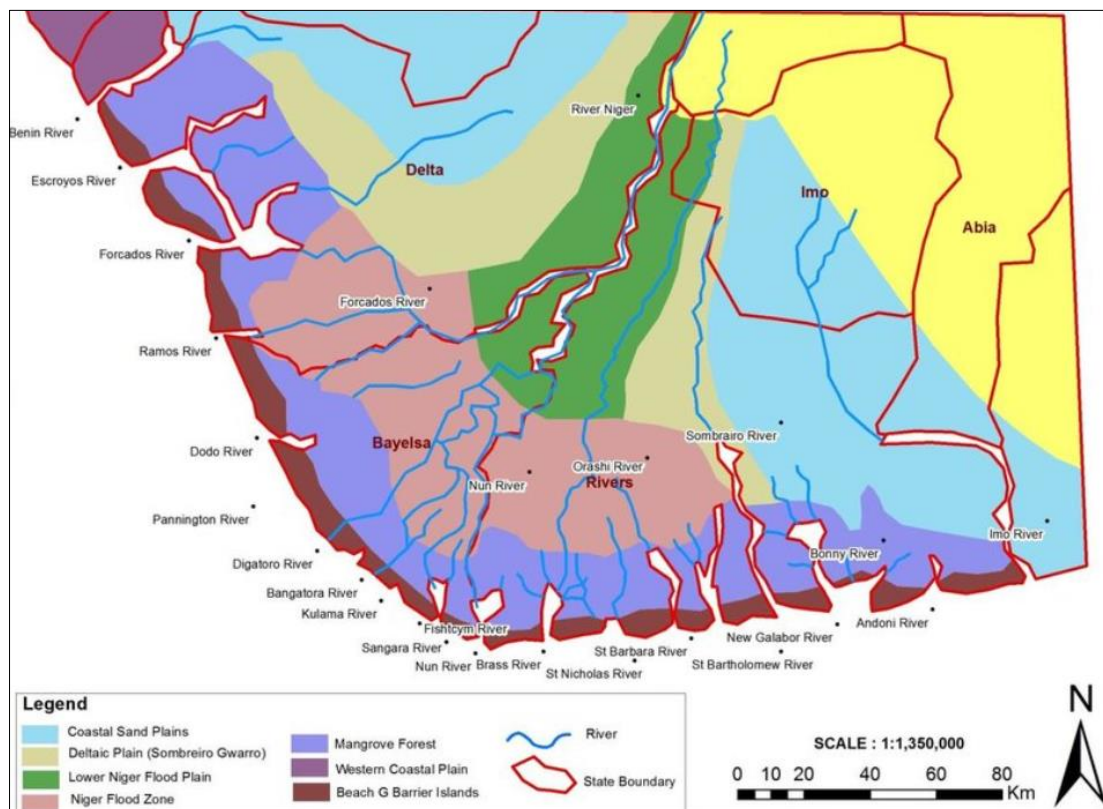 River Niger
Benin River
Escroyos River
Delta
Imo
Abia
Forcados River
Forcados River
Ramos River
Dodo River
Bayelsa
Sombrairo River
Nun River
Orashi River
Rivers
Pannington River
Digatoro River
Imo River
Bonny River
Bangatora River
Kulama River
Sangara River
Fishtcym River
Nun River
Brass River
St Nicholas River
St Barbara River
New Galabor River
St Bartholomew River
Andoni River
Legend
Coastal Sand Plains
Deltaic Plain (Sombreiro Gwarro)
Lower Niger Flood Plain
Niger Flood Zone
Mangrove Forest
Western Coastal Plain
Beach G Barrier Islands
River
State Boundary
SCALE : 1:1,350,000
0 10 20 40 60 80
Km
N